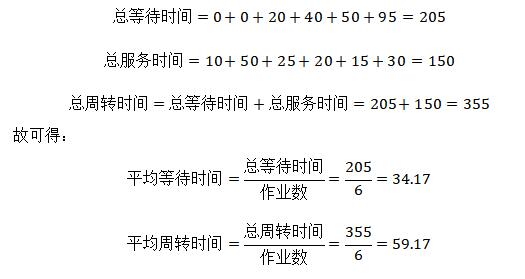 总等待时间 = 0 + 0 + 20 + 40 + 50 + 95 = 205
总服务时间 = 10 + 50 + 25 + 20 + 15 + 30 = 150
总周转时间 = 总等待时间 + 总服务时间 = 205 + 150 = 355
故可得：
平均等待时间 = 总等待时间/作业数 = 205/6 = 34.17
平均周转时间 = 总周转时间/作业数 = 355/6 = 59.17